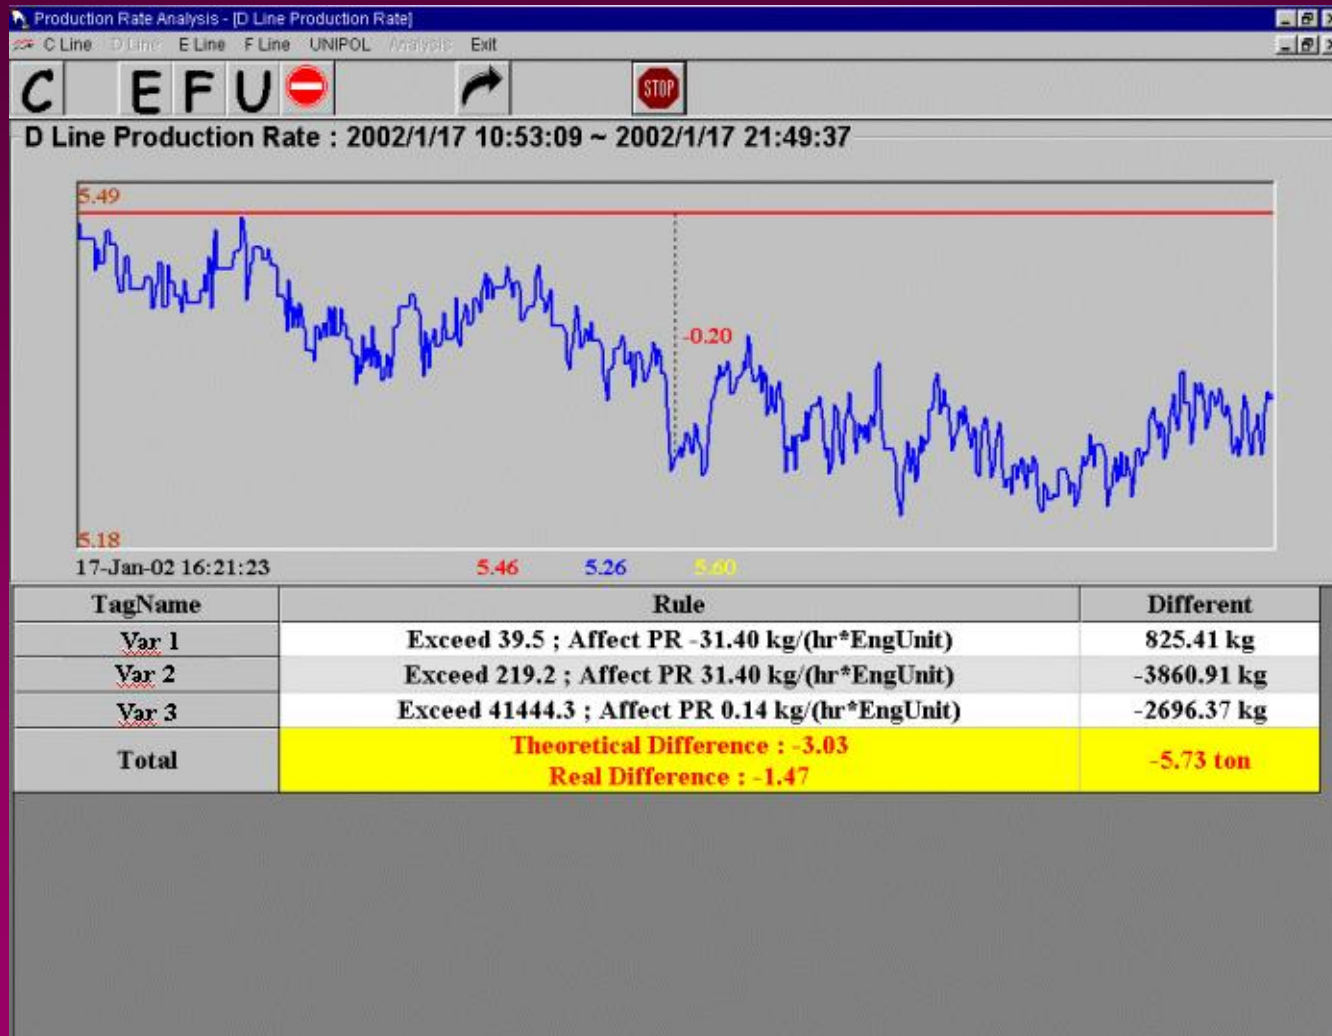 Production Rate Analysis - [D Line Production Rate]
C Line D Line E Line F Line UNIPOL Analysis Exit
C E F U STOP
D Line Production Rate : 2002/1/17 10:53:09 ~ 2002/1/17 21:49:37
5.49
-0.20
5.18
17-Jan-02 16:21:23 5.46 5.26 5.60
TagName Rule Different
Var 1 Exceed 39.5 ; Affect PR -31.40 kg/(hr*EngUnit) 825.41 kg
Var 2 Exceed 219.2 ; Affect PR 31.40 kg/(hr*EngUnit) -3860.91 kg
Var 3 Exceed 41444.3 ; Affect PR 0.14 kg/(hr*EngUnit) -2696.37 kg
Total Theoretical Difference : -3.03
Real Difference : -1.47 -5.73 ton